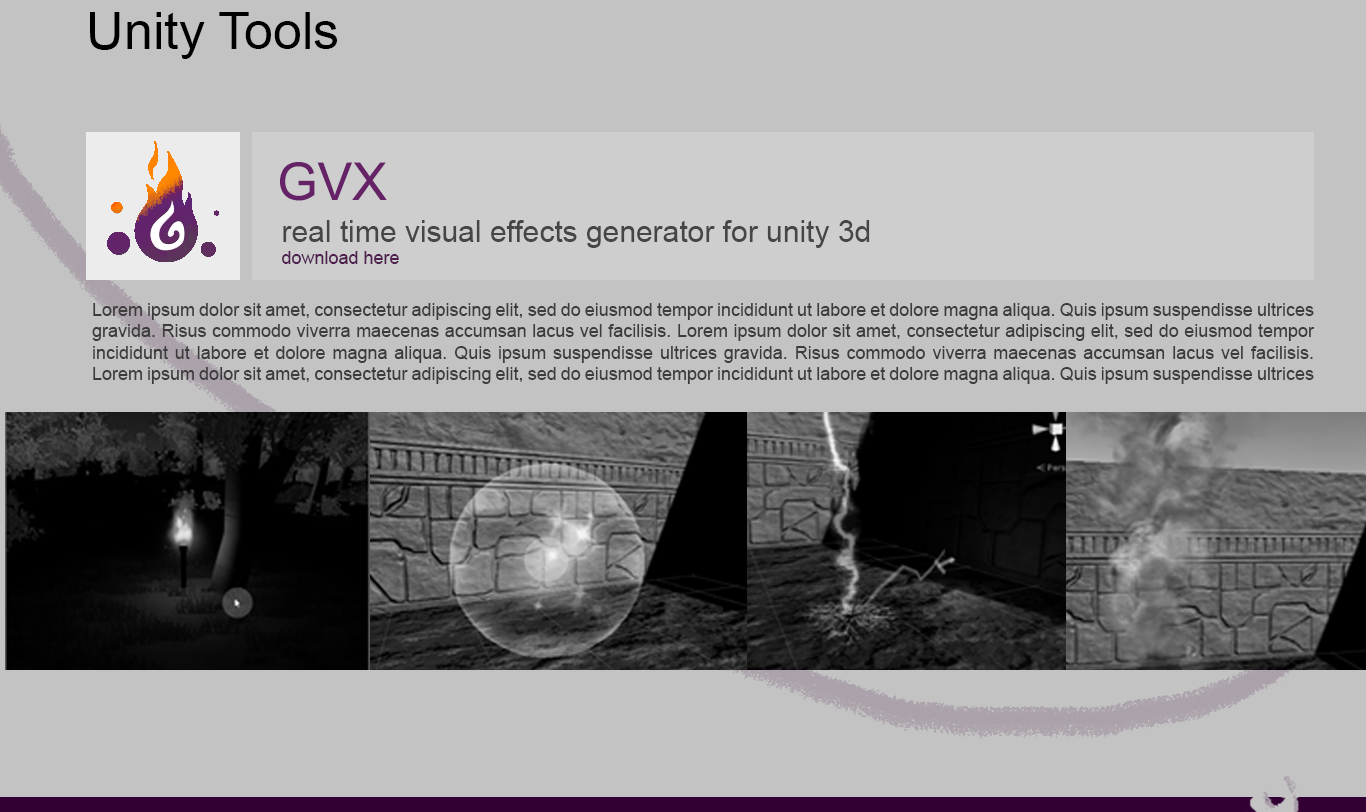 Unity Tools
GVX
real time visual effects generator for unity 3d
download here
Lorem ipsum dolor sit amet, consectetur adipiscing elit, sed do eiusmod tempor incididunt ut labore et dolore magna aliqua. Quis ipsum suspendisse ultrices
gravida. Risus commodo viverra maecenas accumsan lacus vel facilisis. Lorem ipsum dolor sit amet, consectetur adipiscing elit, sed do eiusmod tempor
incididunt ut labore et dolore magna aliqua. Quis ipsum suspendisse ultrices gravida. Risus commodo viverra maecenas accumsan lacus vel facilisis.
Lorem ipsum dolor sit amet, consectetur adipiscing elit, sed do eiusmod tempor incididunt ut labore et dolore magna aliqua. Quis ipsum suspendisse ultrices
Pers